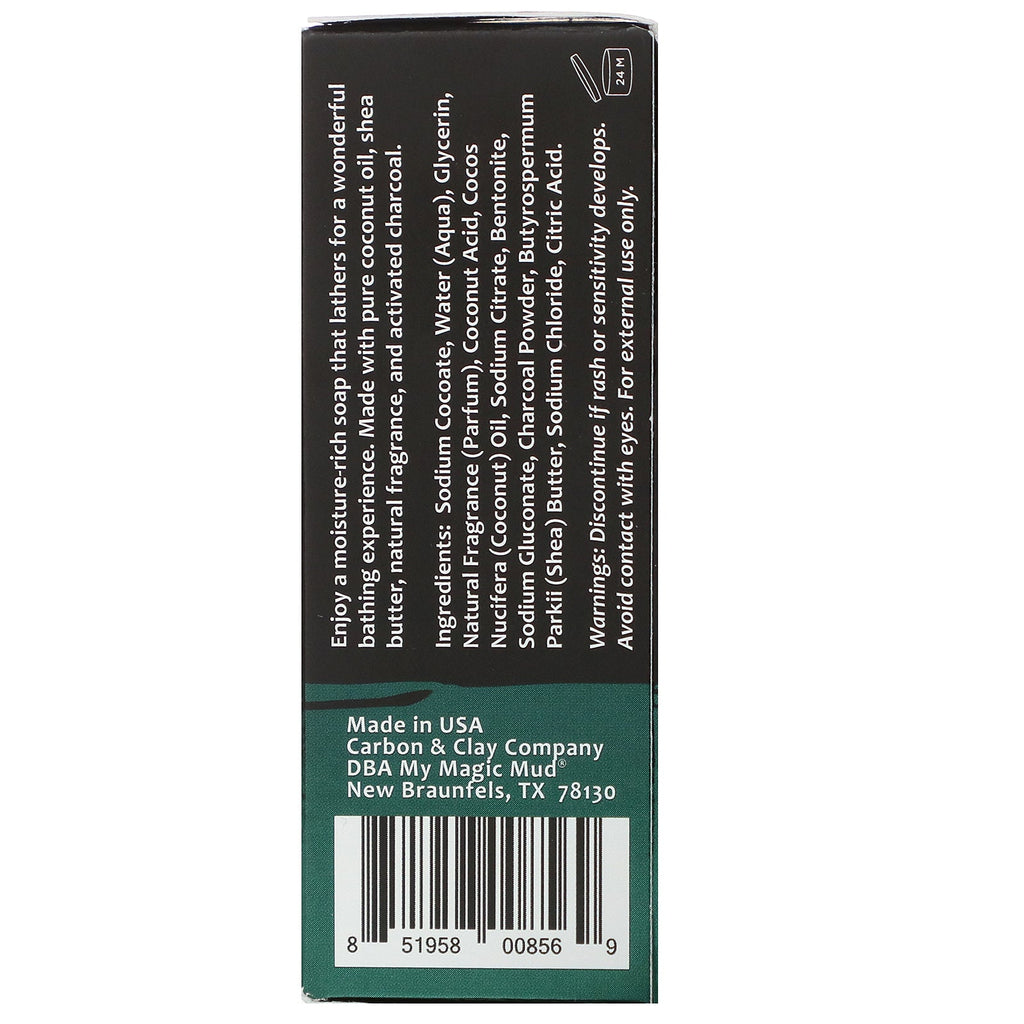 Enjoy a moisture-rich soap that lathers for a wonderful
bathing experience. Made with pure coconut oil, shea
butter, natural fragrance, and activated charcoal.
Ingredients: Sodium Cocoate, Water (Aqua), Glycerin,
Natural Fragrance (Parfum), Coconut Acid, Cocos
Nucifera (Coconut) Oil, Sodium Citrate, Bentonite,
Sodium Gluconate, Charcoal Powder, Butyrospermum
Parkii (Shea) Butter, Sodium Chloride, Citric Acid.
Warnings: Discontinue if rash or sensitivity develops.
Avoid contact with eyes. For external use only.
24 M
Made in USA
Carbon & Clay Company
DBA My Magic Mud®
New Braunfels, TX 78130
8 51958 00856 9